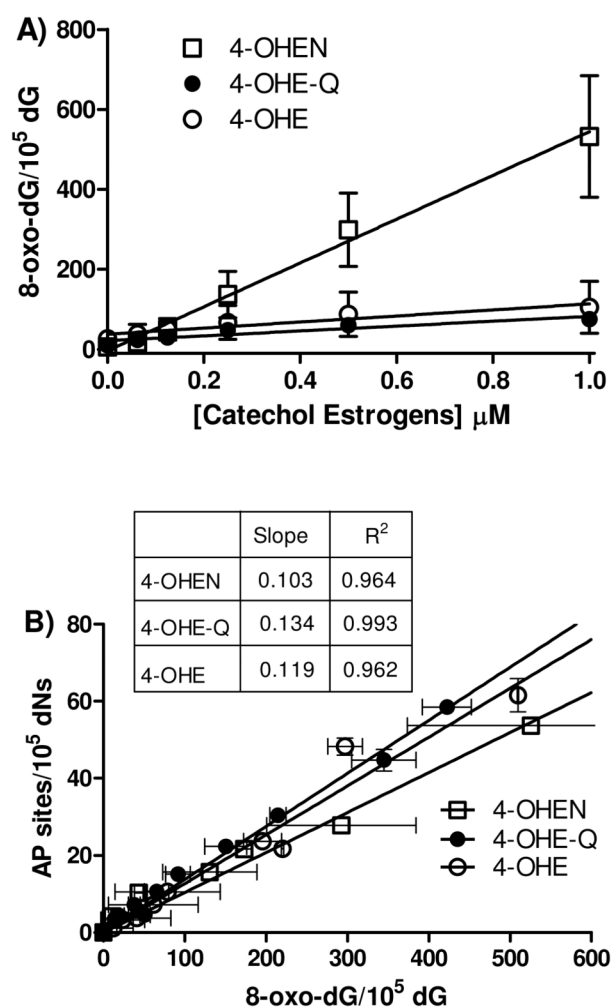 A)
800
600
400
200
0
8-oxo-dG/10⁵ dG
4-OHEN
4-OHE-Q
4-OHE
0.0 0.2 0.4 0.6 0.8 1.0
[Catechol Estrogens] μM
Slope R²
4-OHEN 0.103 0.964
4-OHE-Q 0.134 0.993
4-OHE 0.119 0.962
B)
80
60
40
20
0
AP sites/10⁵ dNs
4-OHEN
4-OHE-Q
4-OHE
0 100 200 300 400 500 600
8-oxo-dG/10⁵ dG